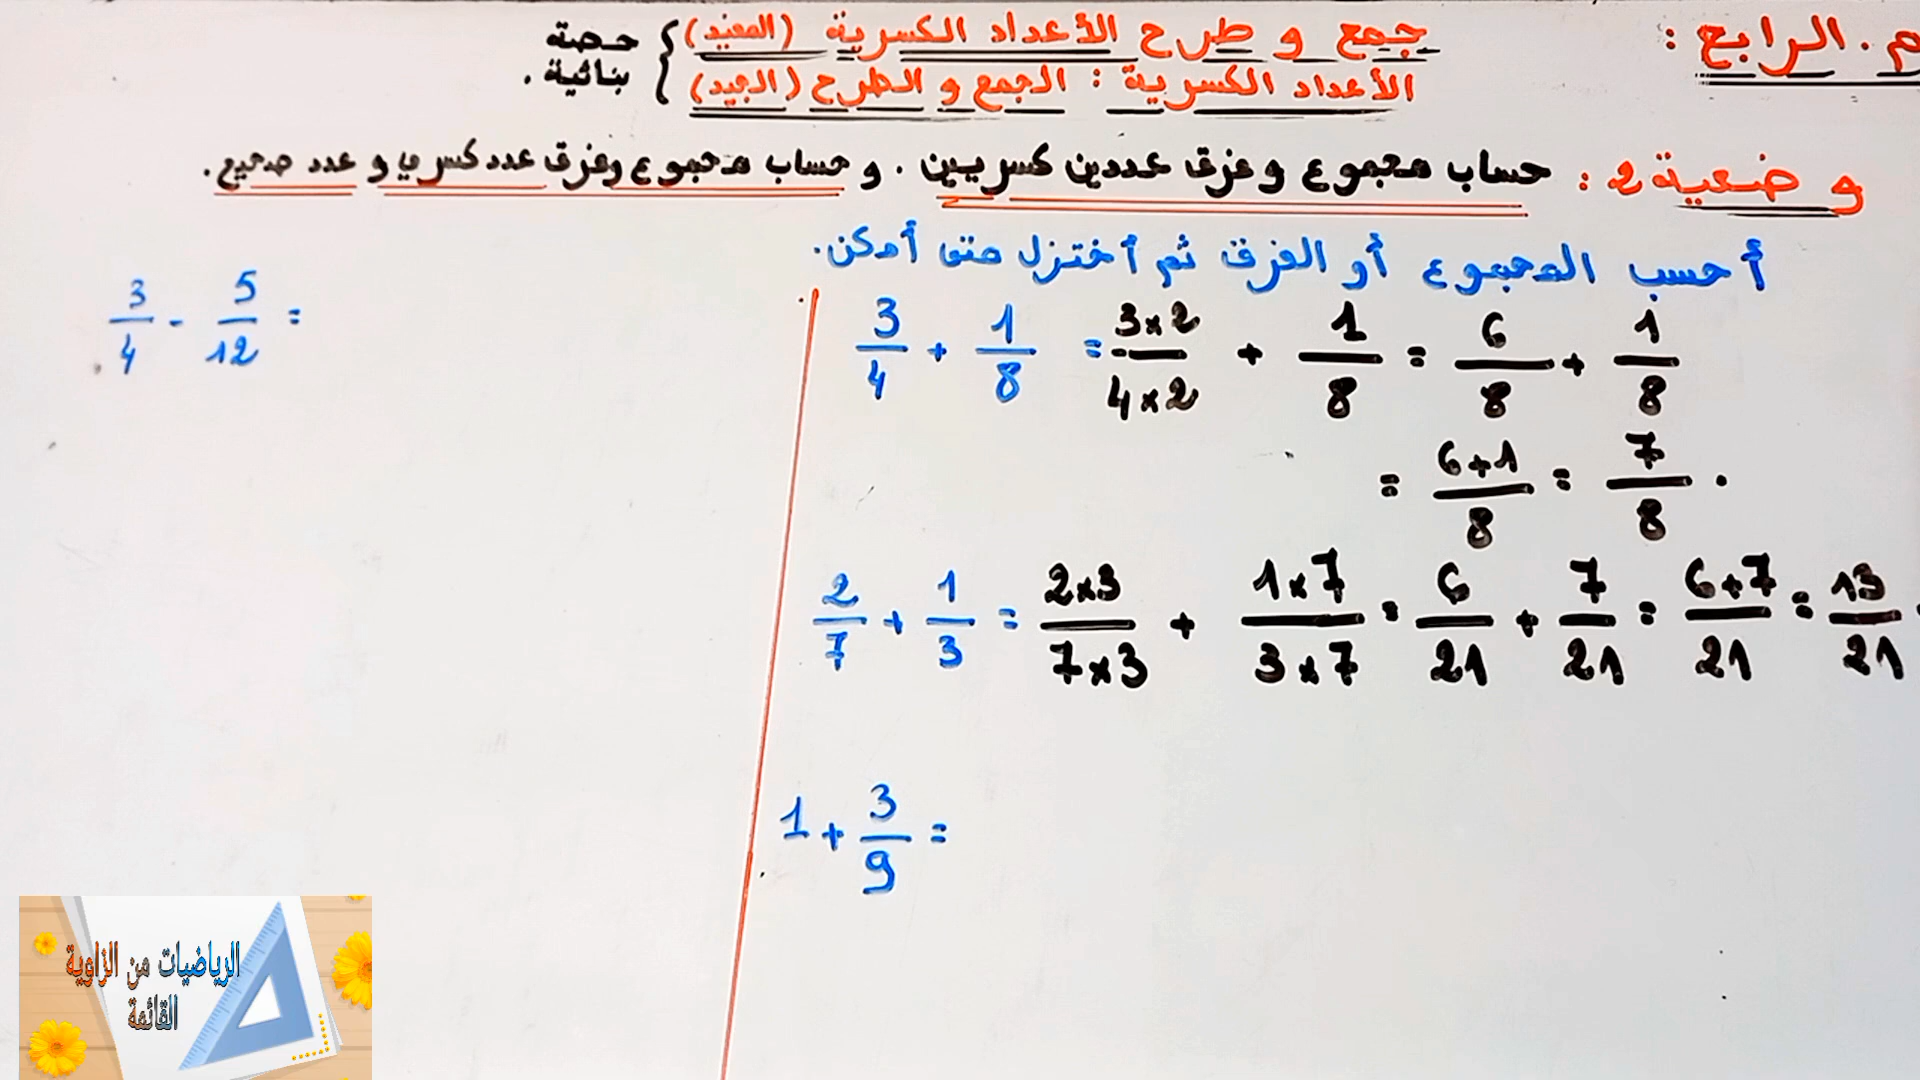 م. الرابع :
جمع و طرح الأعداد الكسرية (المفيد)
الأعداد الكسرية : الجمع و الطرح (الجيد)
حصة
بنائية .
وضعية 2 : حساب مجموع وفرق عددين كسريين . و حساب مجموع وفرق عدد كسري و عدد صحيح .
أحسب المجموع أو الفرق ثم أختزل متى أمكن.
3/4 + 1/8 = 3×2/4×2 + 1/8 = 6/8 + 1/8
= 6+1/8 = 7/8 .
2/7 + 1/3 = 2×3/7×3 + 1×7/3×7 = 6/21 + 7/21 = 6+7/21 = 13/21 .
1 + 3/9 =
3/4 - 5/12 =
الرياضيات من الزاوية
القائمة